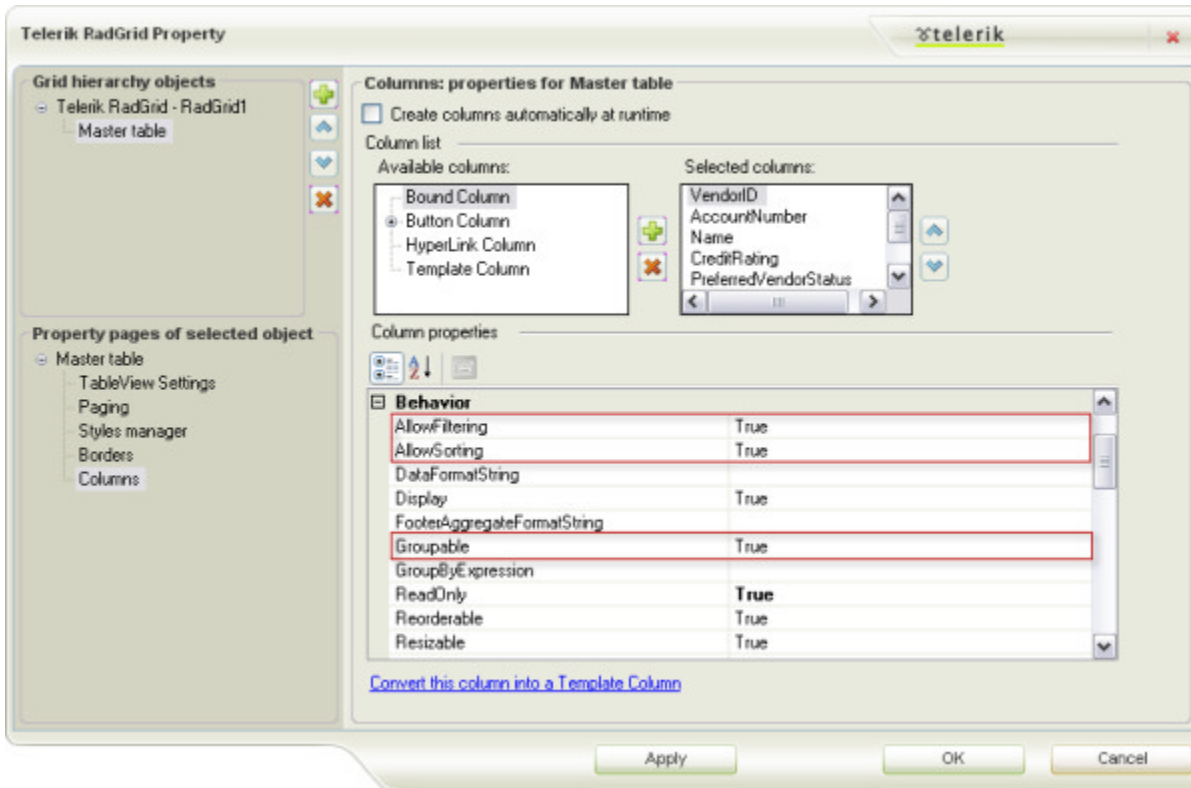 Telerik RadGrid Property
telerik
Grid hierarchy objects
Telerik RadGrid - RadGrid1
Master table
Property pages of selected object
Master table
TableView Settings
Paging
Styles manager
Borders
Columns
Columns: properties for Master table
Create columns automatically at runtime
Column list
Available columns:
Bound Column
Button Column
HyperLink Column
Template Column
Selected columns:
VendorID
AccountNumber
Name
CreditRating
PreferredVendorStatus
Column properties
Behavior
AllowFiltering True
AllowSorting True
DataFormatString
Display True
FooterAggregateFormatString
Groupable True
GroupByExpression
ReadOnly True
Reorderable True
Resizable True
Convert this column into a Template Column
Apply OK Cancel